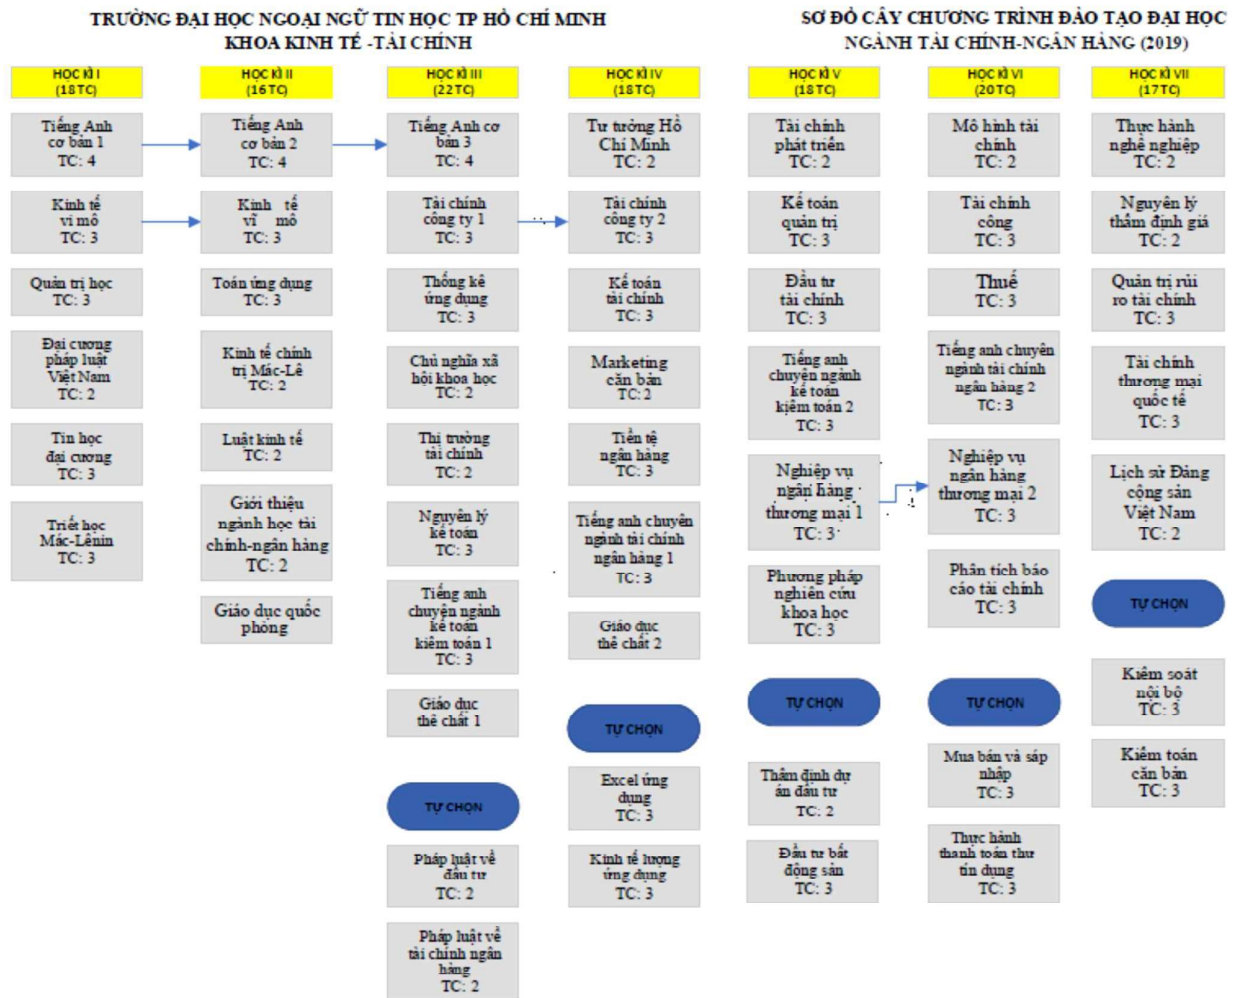 TRƯỜNG ĐẠI HỌC NGOẠI NGỮ TIN HỌC TP HỒ CHÍ MINH
KHOA KINH TẾ -TÀI CHÍNH
SƠ ĐỒ CÂY CHƯƠNG TRÌNH ĐÀO TẠO ĐẠI HỌC
NGÀNH TÀI CHÍNH-NGÂN HÀNG (2019)
HỌC KÌ I
(18TC)
Tiếng Anh
cơ bản 1
TC: 4
Kinh tế
vi mô
TC: 3
Quản trị học
TC: 3
Đại cương
pháp luật
Việt Nam
TC: 2
Tin học
đại cương
TC: 3
Triết học
Mác-Lênin
TC: 3
HỌC KÌ II
(16TC)
Tiếng Anh
cơ bản 2
TC: 4
Kinh tế
vĩ mô
TC: 3
Toán ứng dụng
TC: 3
Kinh tế chính
trị Mác-Lê
TC: 2
Luật kinh tế
TC: 2
Giới thiệu
ngành học tài
chính-ngân hàng
TC: 2
Giáo dục quốc
phòng
HỌC KÌ III
(22TC)
Tiếng Anh cơ
bản 3
TC: 4
Tài chính
công ty 1
TC: 3
Thống kê
ứng dụng
TC: 3
Chủ nghĩa xã
hội khoa học
TC: 2
Thị trường
tài chính
TC: 2
Nguyên lý
kế toán
TC: 3
Tiếng anh
chuyên ngành
kế toán
kiểm toán 1
TC: 3
Giáo dục
thể chất 1
TỰ CHỌN
Pháp luật về
đầu tư
TC: 2
Pháp luật về
tài chính ngân
hàng
TC: 2
HỌC KÌ IV
(18TC)
Tư tưởng Hồ
Chí Minh
TC: 2
Tài chính
công ty 2
TC: 3
Kế toán
tài chính
TC: 3
Marketing
căn bản
TC: 2
Tiền tệ
ngân hàng
TC: 3
Tiếng anh chuyên
ngành tài chính
ngân hàng 1
TC: 3
Giáo dục
thể chất 2
TỰ CHỌN
Excel ứng
dụng
TC: 3
Kinh tế lượng
ứng dụng
TC: 3
HỌC KÌ V
(18TC)
Tài chính
phát triển
TC: 2
Kế toán
quản trị
TC: 3
Đầu tư
tài chính
TC: 3
Tiếng anh
chuyên ngành
kế toán
kiểm toán 2
TC: 3
Nghiệp vụ
ngân hàng
thương mại 1
TC: 3
Phương pháp
nghiên cứu
khoa học
TC: 3
TỰ CHỌN
Thẩm định dự
án đầu tư
TC: 2
Đầu tư bất
động sản
TC: 3
HỌC KÌ VI
(20TC)
Mô hình tài
chính
TC: 2
Tài chính
công
TC: 3
Thuế
TC: 3
Tiếng anh chuyên
ngành tài chính
ngân hàng 2
TC: 3
Nghiệp vụ
ngân hàng
thương mại 2
TC: 3
Phân tích báo
cáo tài chính
TC: 3
TỰ CHỌN
Mua bán và sáp
nhập
TC: 3
Thực hành
thanh toán thư
tín dụng
TC: 3
HỌC KÌ VII
(17TC)
Thực hành
nghề nghiệp
TC: 2
Nguyên lý
thẩm định giá
TC: 2
Quản trị rủi
ro tài chính
TC: 3
Tài chính
thương mại
quốc tế
TC: 3
Lịch sử Đảng
cộng sản
Việt Nam
TC: 2
TỰ CHỌN
Kiểm soát
nội bộ
TC: 3
Kiểm toán
căn bản
TC: 3